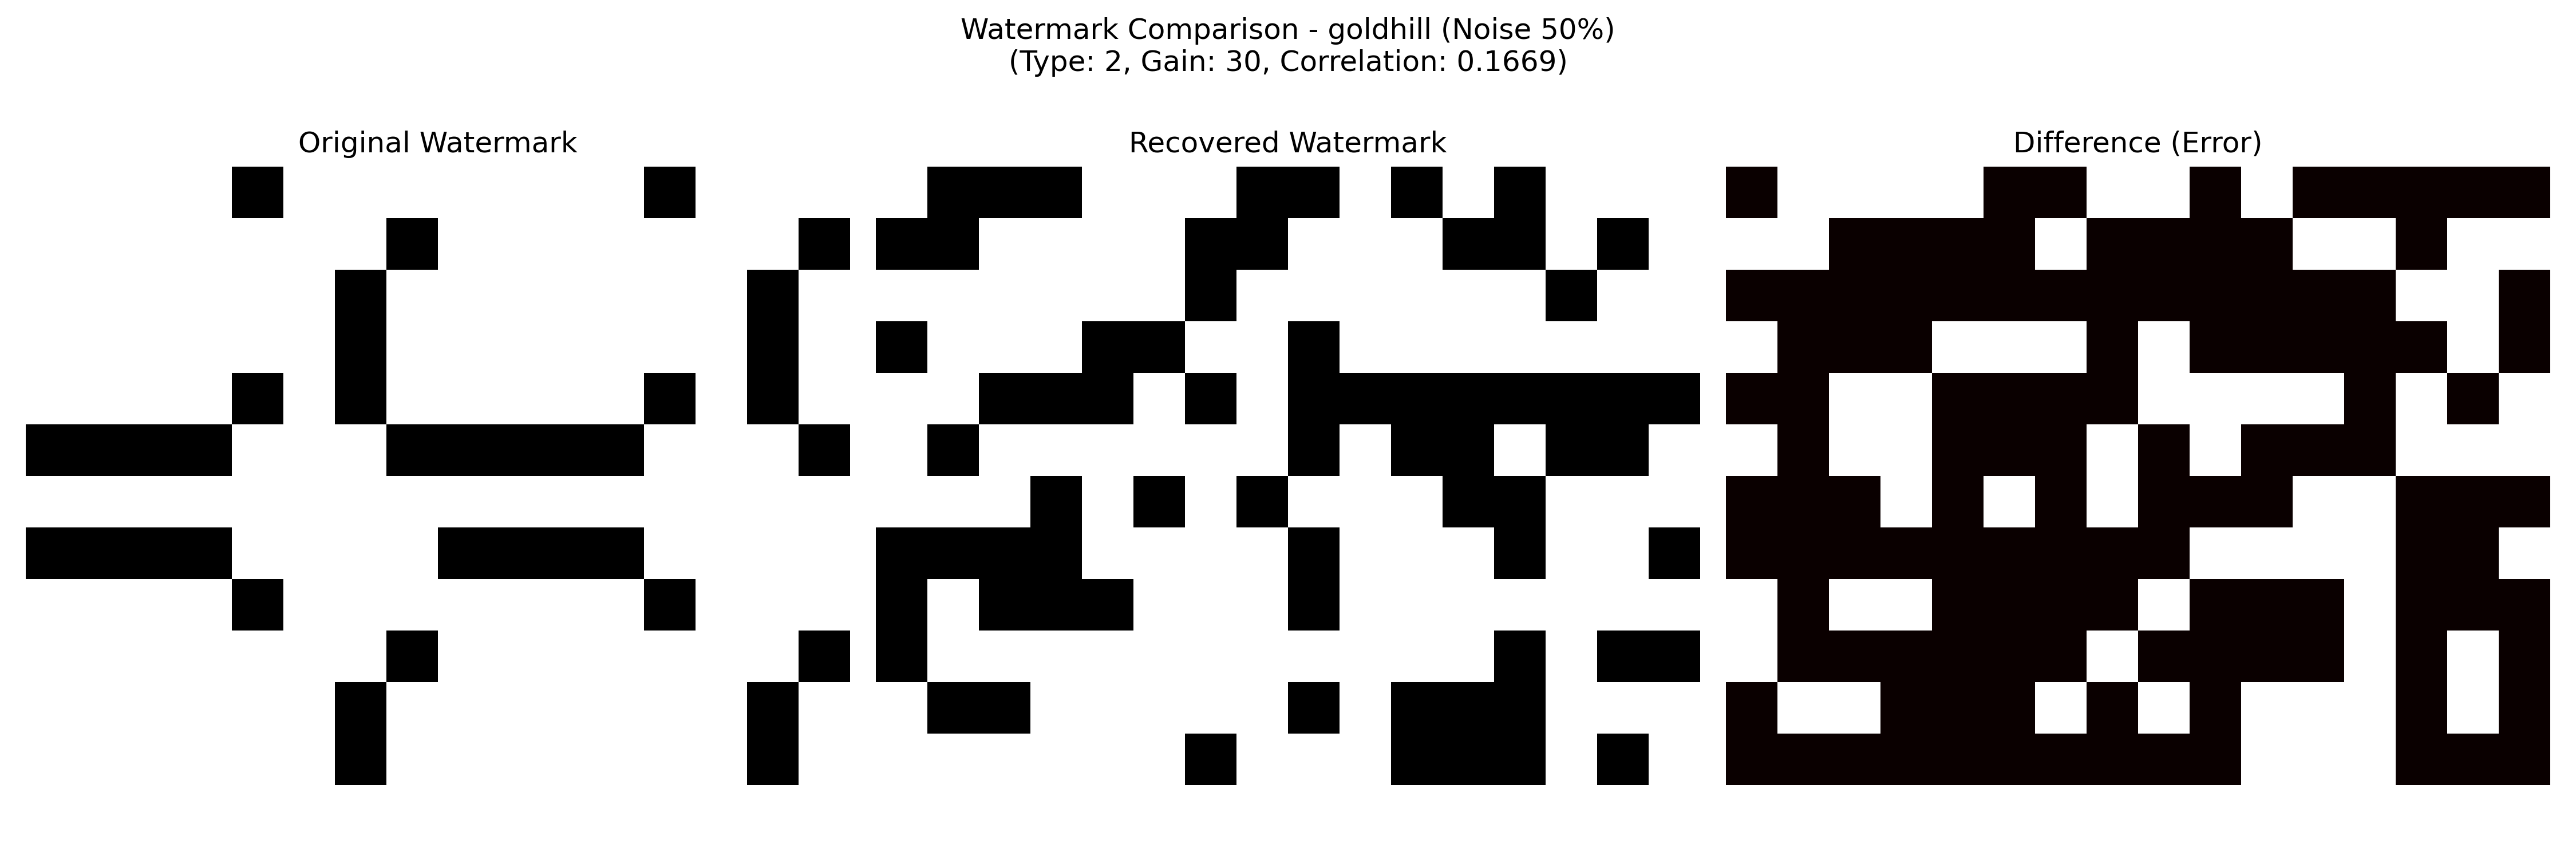 Watermark Comparison - goldhill (Noise 50%)
(Type: 2, Gain: 30, Correlation: 0.1669)
Original Watermark
Recovered Watermark
Difference (Error)